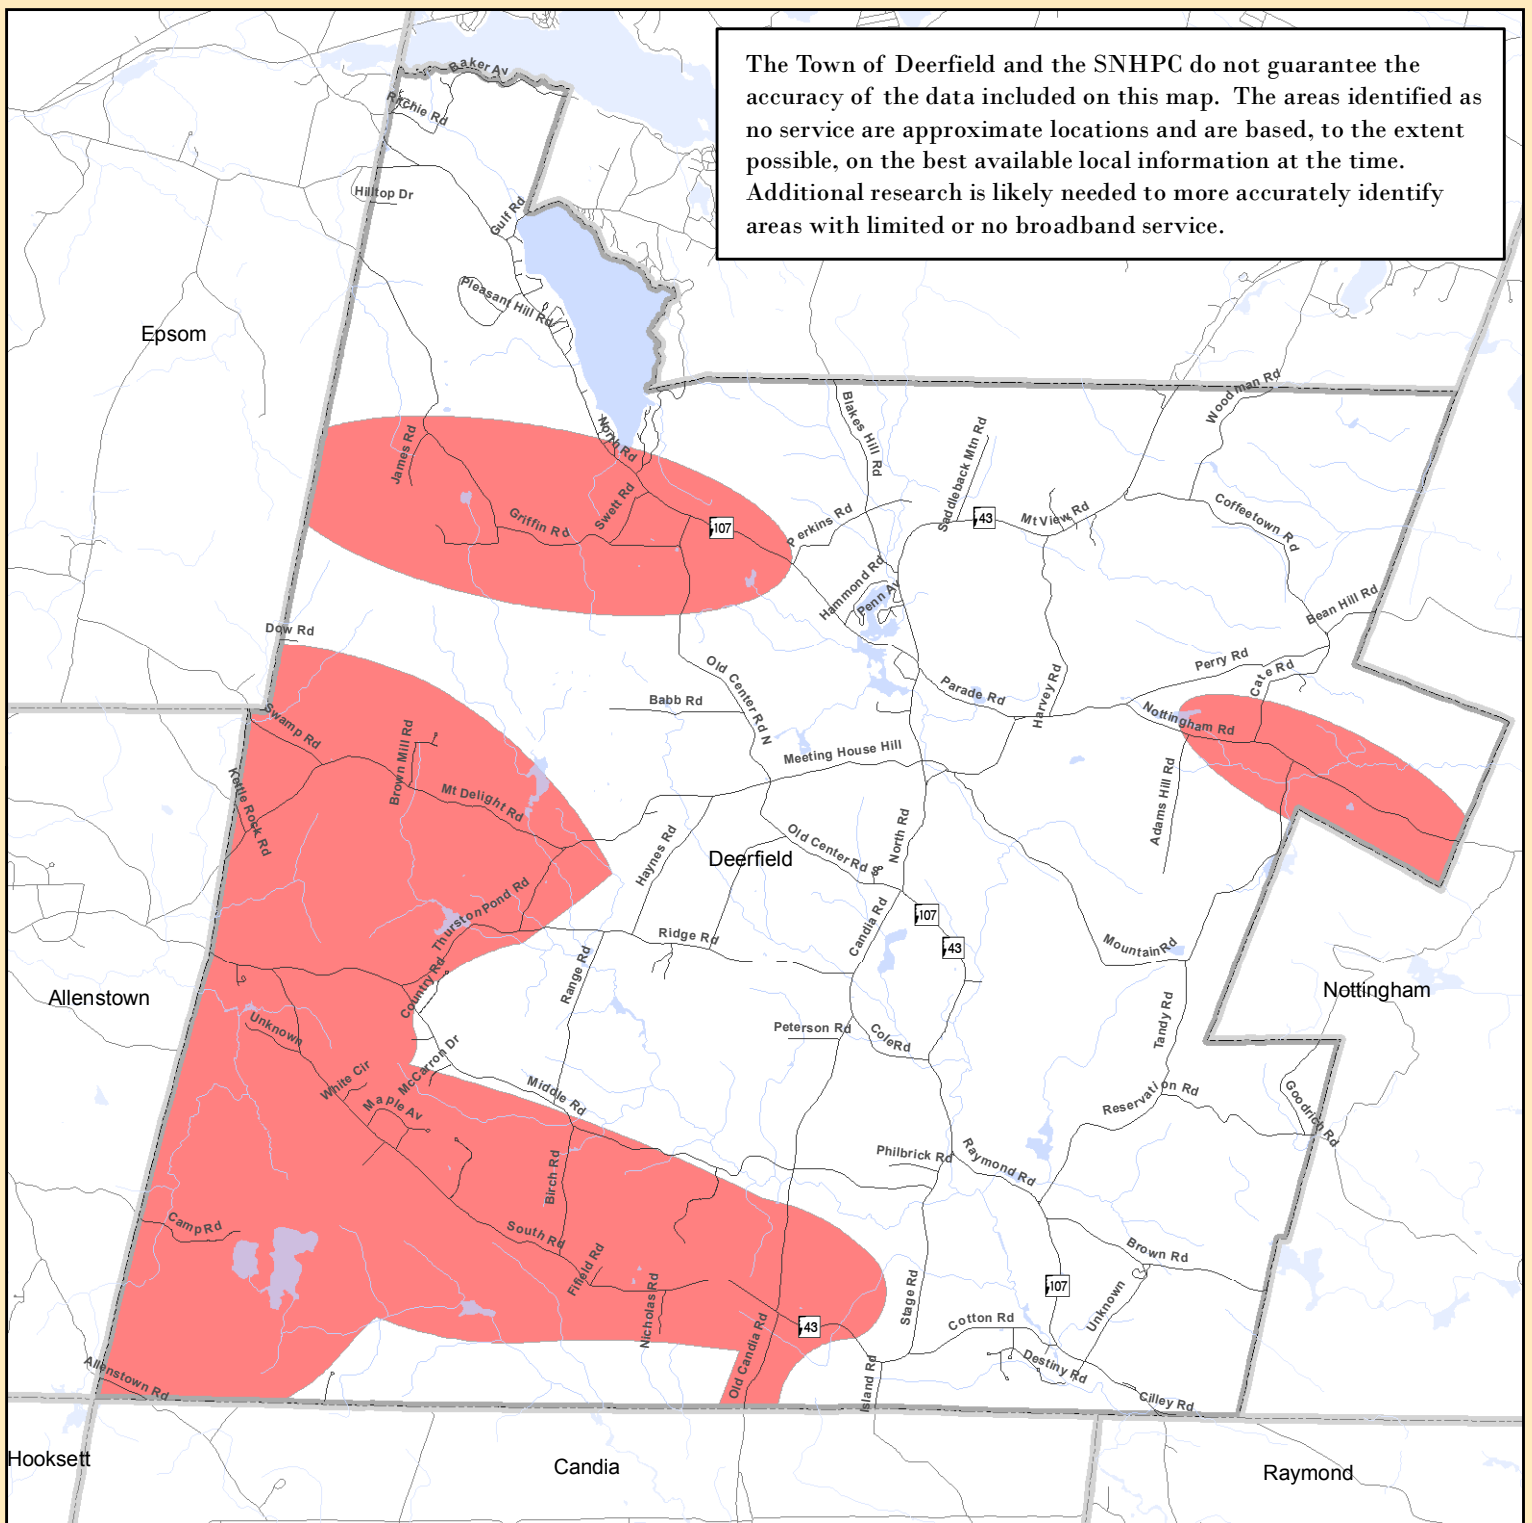 The Town of Deerfield and the SNHPC do not guarantee the
accuracy of the data included on this map. The areas identified as
no service are approximate locations and are based, to the extent
possible, on the best available local information at the time.
Additional research is likely needed to more accurately identify
areas with limited or no broadband service.
Baker Av
Ritchie Rd
Hilltop Dr
Gulf Rd
Pleasant Hill Rd
Epsom
Woodman Rd
Blakes Hill Rd
Saddleback Mtn Rd
James Rd
North Rd
Swett Rd
Griffin Rd
107
Perkins Rd
43
Mt View Rd
Coffeetown Rd
Hammond Rd
Penn Av
Bean Hill Rd
Dow Rd
Old Center Rd N
Babb Rd
Parade Rd
Harvey Rd
Perry Rd
Cate Rd
Nottingham Rd
Swamp Rd
Brown Mill Rd
Meeting House Hill
Kettle Rock Rd
Mt Delight Rd
Adams Hill Rd
Haynes Rd
Old Center Rd S
North Rd
Deerfield
Thurston Pond Rd
107
43
Candia Rd
Ridge Rd
Mountain Rd
Range Rd
Country Rd
Allenstown
Nottingham
Unknown
Peterson Rd
Cole Rd
Tandy Rd
White Cir
McCarron Dr
Maple Av
Middle Rd
Reservation Rd
Goodrich Rd
Philbrick Rd
Raymond Rd
Birch Rd
Camp Rd
South Rd
Fifield Rd
Nicholas Rd
Brown Rd
107
Unknown
Stage Rd
Cotton Rd
43
Old Candia Rd
Island Rd
Destiny Rd
Cilley Rd
Allenstown Rd
Hooksett
Candia
Raymond